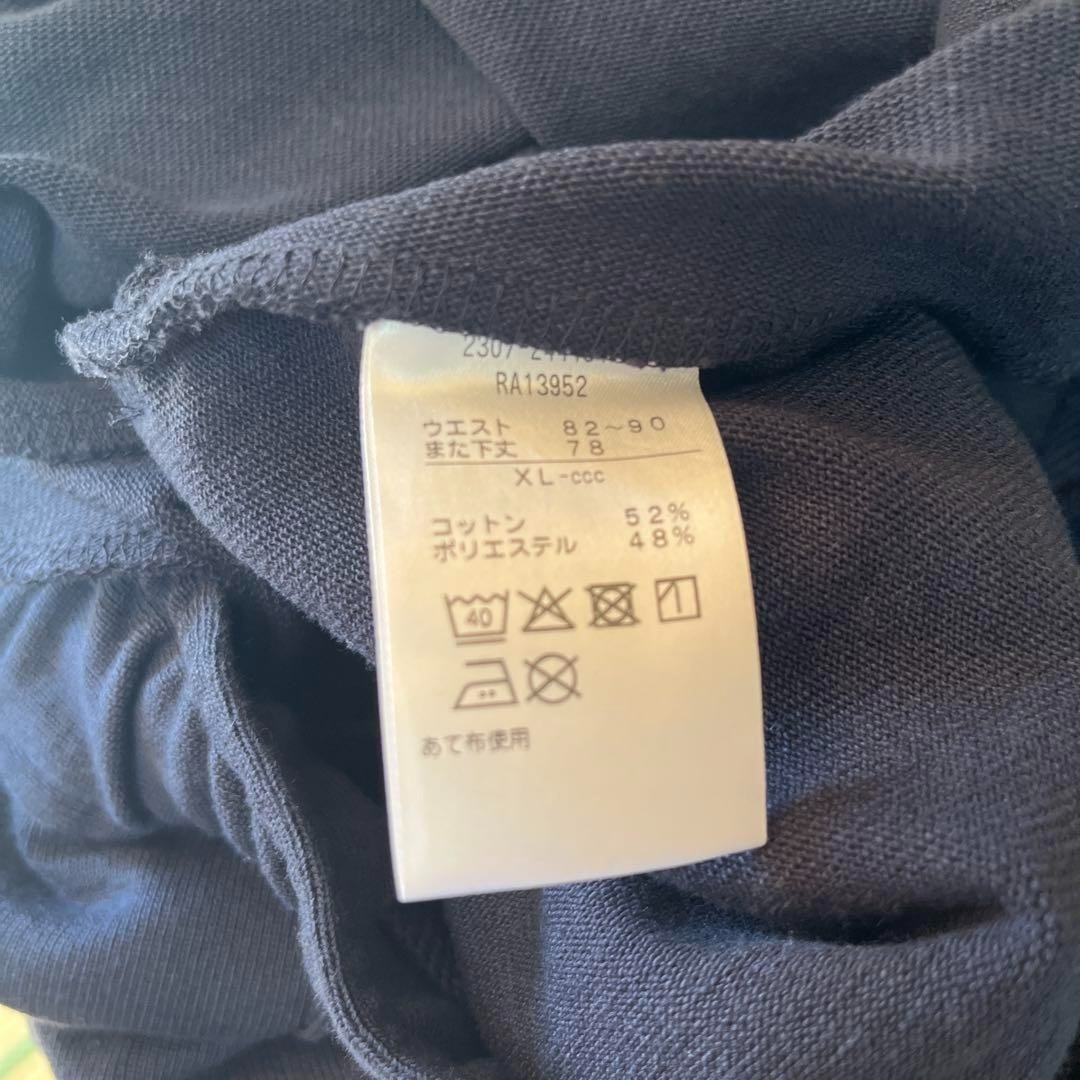 RA13952
ウエスト 82～90
また下丈 78
XL-ccc
コットン 52%
ポリエステル 48%
40
あて布使用